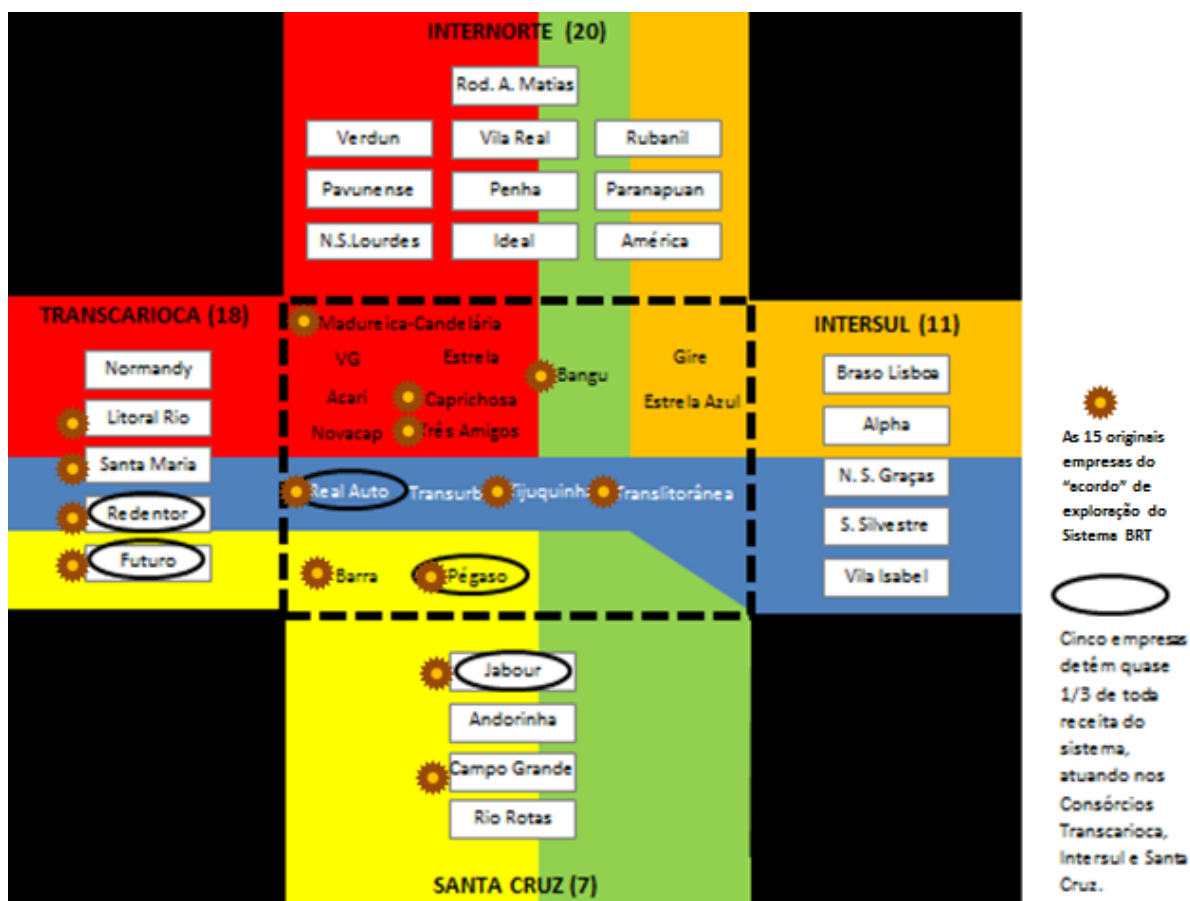 INTERNORTE (20)
Rod. A. Matias
Verdun
Vila Real
Rubanil
Pavunense
Penha
Paranapuan
N.S.Lourdes
Ideal
América
TRANSCARIOCA (18)
Normandy
Litoral Rio
Santa Maria
Redentor
Futuro
Madureica-Candelária
VG
Estrela
Acari
Caprichosa
Novacap
Três Amigos
Bangu
Gire
Estrela Azul
Real Auto
Transurb
Tijuquinha
Translitorânea
Barra
Pégaso
INTERSUL (11)
Braso Lisboa
Alpha
N. S. Graças
S. Silvestre
Vila Isabel
Jabour
Andorinha
Campo Grande
Rio Rotas
SANTA CRUZ (7)
As 15 originais
empresas do
“acordo” de
exploração do
Sistema BRT
Cinco empresas
detêm quase
1/3 de toda
receita do
sistema,
atuando nos
Consórcios
Transcarioca,
Intersul e Santa
Cruz.